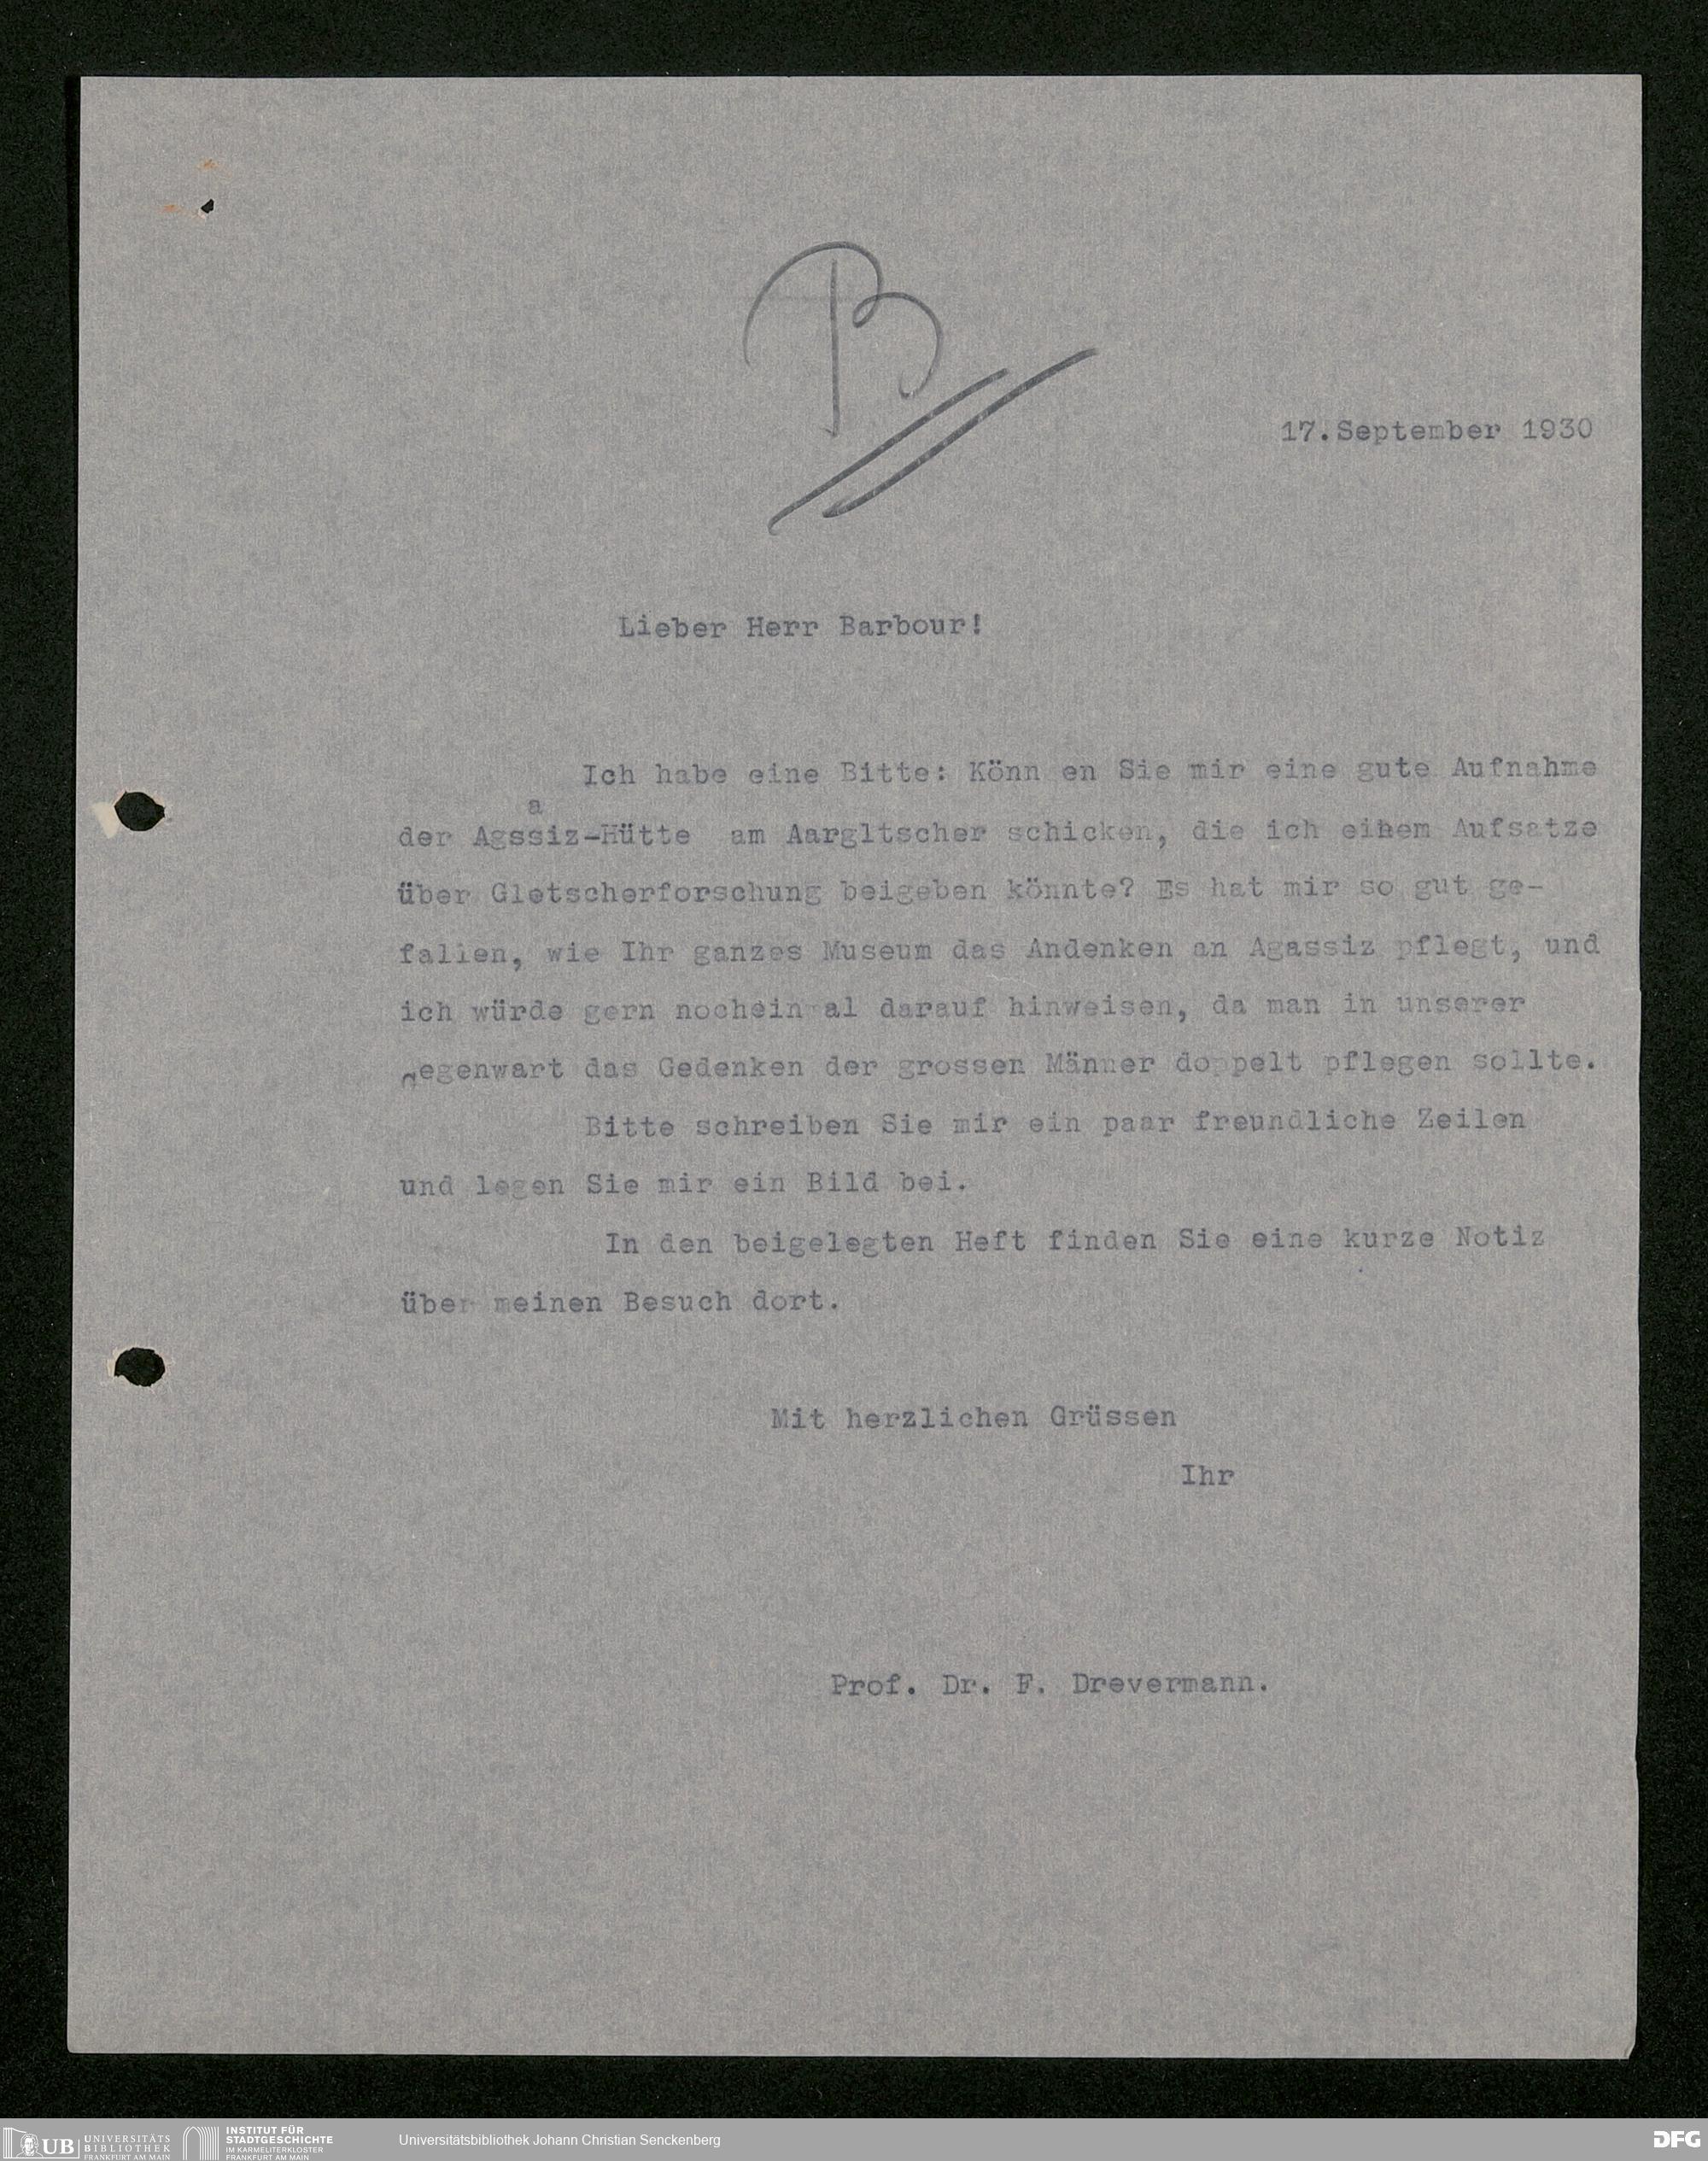 B
17.September 1930
Lieber Herr Barbour!
Ich habe eine Bitte: Könn en Sie mir eine gute Aufnahme
a
der Agssiz-Hütte am Aargltscher schicken, die ich einem Aufsatze
über Gletscherforschung beigeben könnte? Es hat mir so gut ge-
fallen, wie Ihr ganzes Museum das Andenken an Agassiz pflegt, und
ich würde gern nocheinmal darauf hinweisen, da man in unserer
Gegenwart das Gedenken der grossen Männer doppelt pflegen sollte.
Bitte schreiben Sie mir ein paar freundliche Zeilen
und legen Sie mir ein Bild bei.
In den beigelegten Heft finden Sie eine kurze Notiz
über meinen Besuch dort.
Mit herzlichen Grüssen
Ihr
Prof. Dr. F. Drevermann.
UB UNIVERSITÄTS BIBLIOTHEK FRANKFURT AM MAIN
INSTITUT FÜR STADTGESCHICHTE IM KARMELITERKLOSTER FRANKFURT AM MAIN
Universitätsbibliothek Johann Christian Senckenberg
DFG